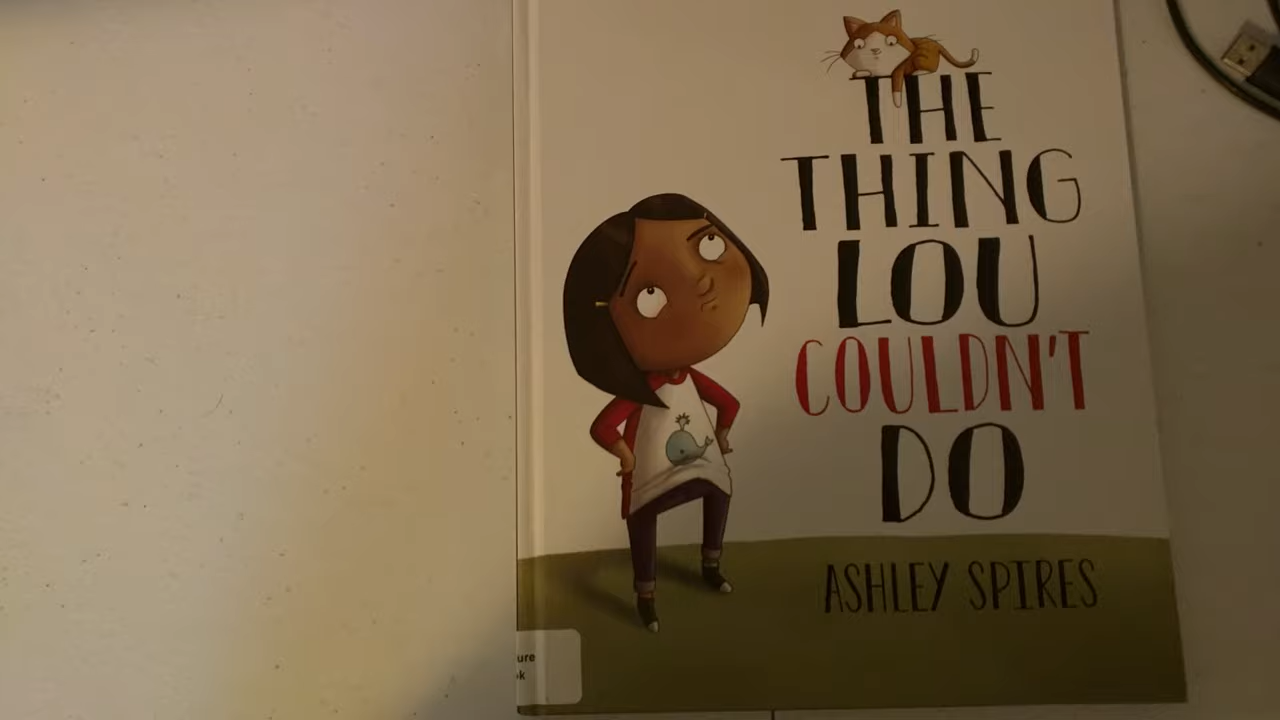 THE
THING
LOU
COULDN'T
DO
ASHLEY SPIRES